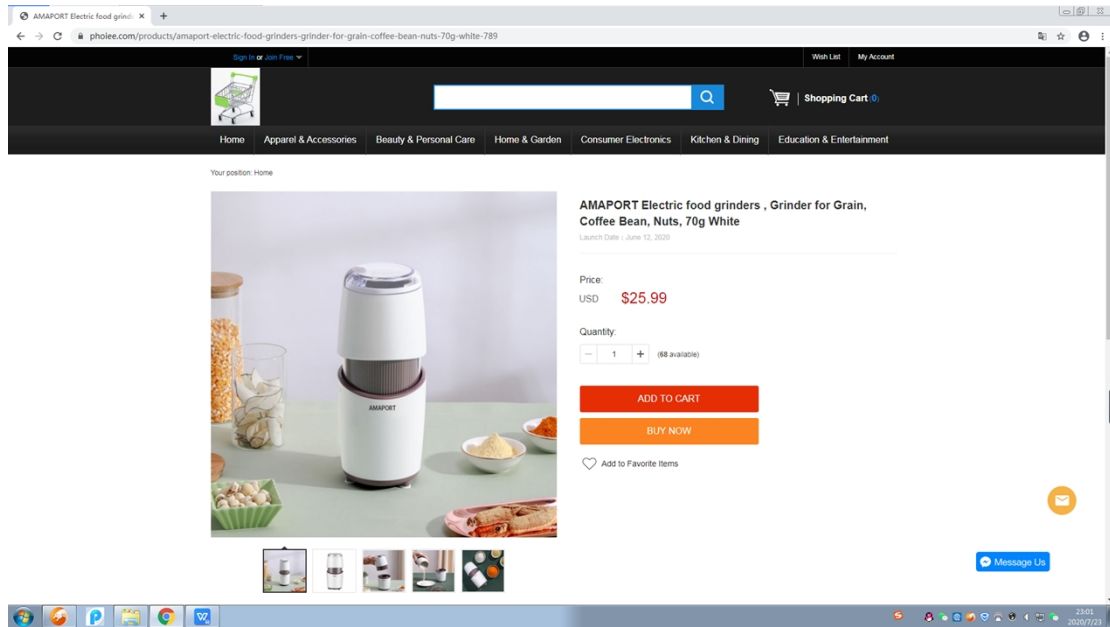 AMAPORT Electric food grinde
phoiee.com/products/amaport-electric-food-grinders-grinder-for-grain-coffee-bean-nuts-70g-white-789
Sign In or Join Free
Wish List My Account
Shopping Cart (0)
Home Apparel & Accessories Beauty & Personal Care Home & Garden Consumer Electronics Kitchen & Dining Education & Entertainment
Your position: Home
AMAPORT Electric food grinders , Grinder for Grain,
Coffee Bean, Nuts, 70g White
Launch Date : June 12, 2020
Price:
USD $25.99
Quantity:
1 (68 available)
ADD TO CART
BUY NOW
Add to Favorite Items
AMAPORT
Message Us
23:01
2020/7/23